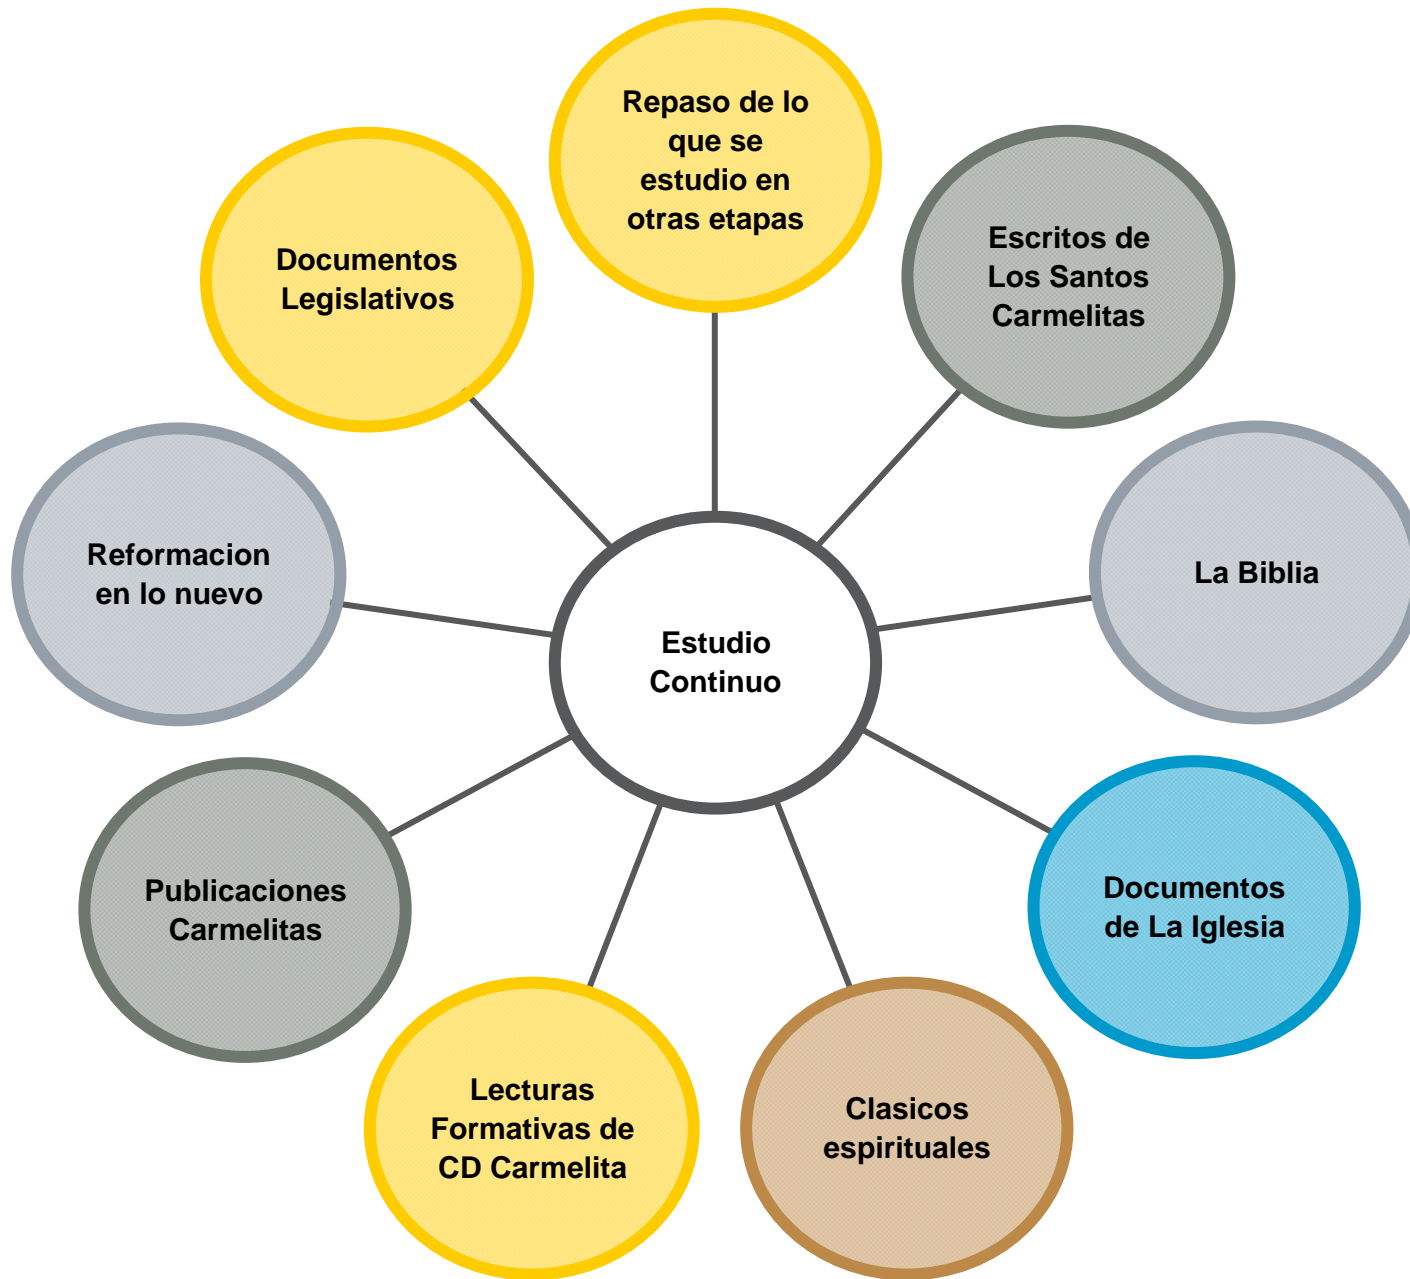 Repaso de lo
que se
estudio en
otras etapas
Escritos de
Los Santos
Carmelitas
La Biblia
Documentos
de La Iglesia
Clasicos
espirituales
Lecturas
Formativas de
CD Carmelita
Publicaciones
Carmelitas
Reformacion
en lo nuevo
Documentos
Legislativos
Estudio
Continuo